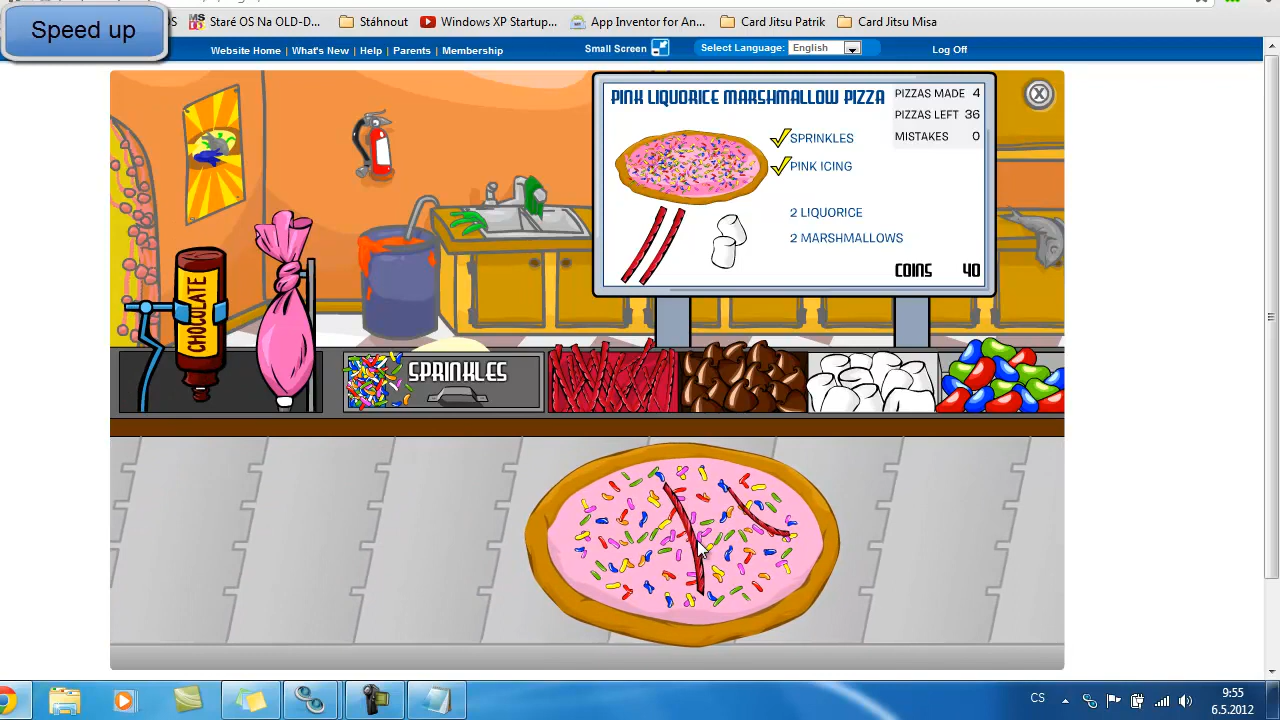 Speed up
S
MS
Staré OS Na OLD-D...
Stáhnout
Windows XP Startup...
App Inventor for An...
Card Jitsu Patrik
Card Jitsu Misa
Website Home | What's New | Help | Parents | Membership
Small Screen
Select Language: English
Log Off
PINK LIQUORICE MARSHMALLOW PIZZA
PIZZAS MADE 4
PIZZAS LEFT 36
MISTAKES 0
SPRINKLES
PINK ICING
2 LIQUORICE
2 MARSHMALLOWS
COINS 40
CHOCOLATE
SPRINKLES
CS
9:55
6.5.2012